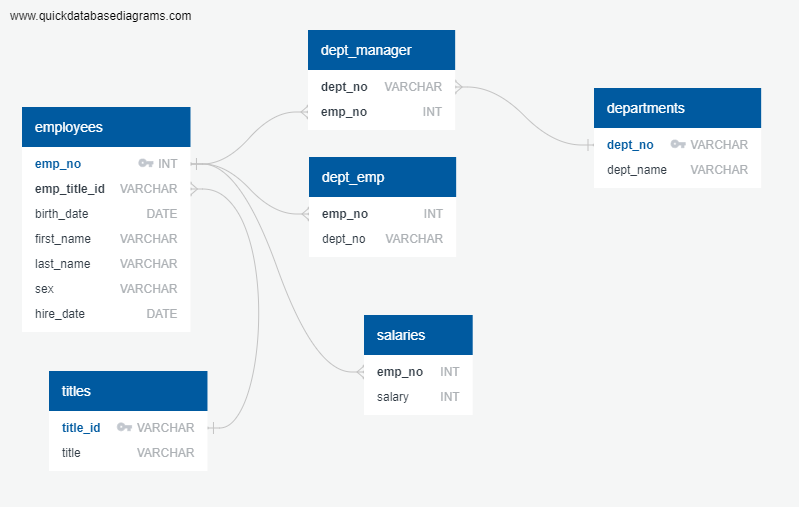 www.quickdatabasediagrams.com
dept_manager
dept_no VARCHAR
emp_no INT
departments
dept_no VARCHAR
dept_name VARCHAR
employees
emp_no INT
emp_title_id VARCHAR
birth_date DATE
first_name VARCHAR
last_name VARCHAR
sex VARCHAR
hire_date DATE
dept_emp
emp_no INT
dept_no VARCHAR
salaries
emp_no INT
salary INT
titles
title_id VARCHAR
title VARCHAR